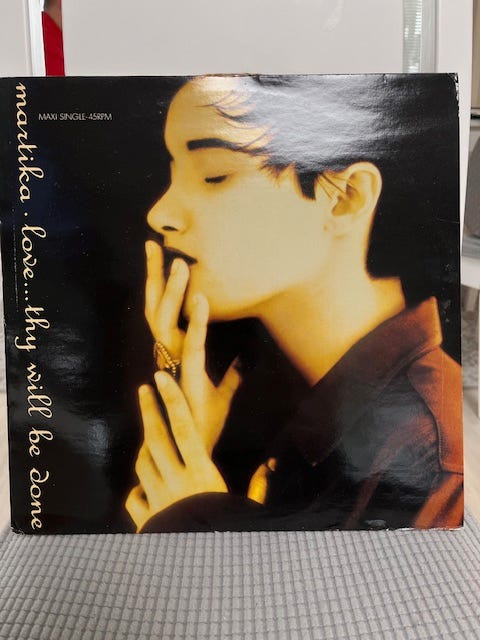 martika. love... thy will be done
MAXI SINGLE-45RPM